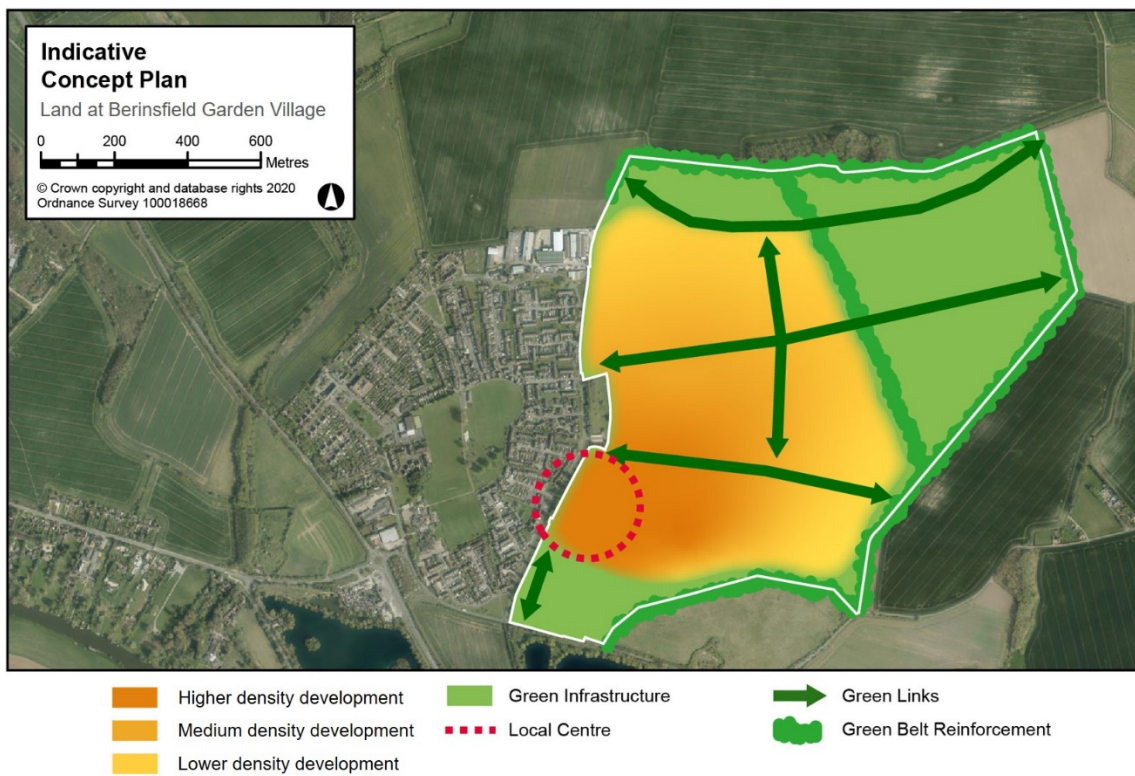 Indicative
Concept Plan
Land at Berinsfield Garden Village
0 200 400 600
Metres
© Crown copyright and database rights 2020
Ordnance Survey 100018668
Higher density development
Medium density development
Lower density development
Green Infrastructure
Local Centre
Green Links
Green Belt Reinforcement